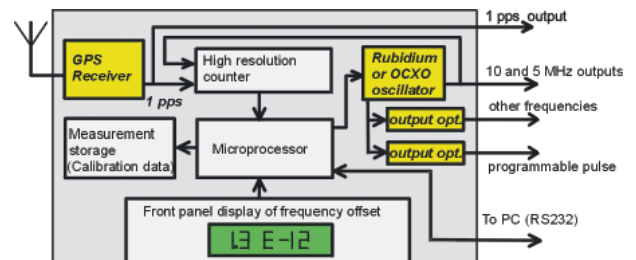 1 pps output
GPS
Receiver
1 pps
High resolution
counter
Rubidium
or OCXO
oscillator
10 and 5 MHz outputs
other frequencies
output opt.
Measurement
storage
(Calibration data)
Microprocessor
output opt.
programmable pulse
Front panel display of frequency offset
1.3 E-12
To PC (RS232)